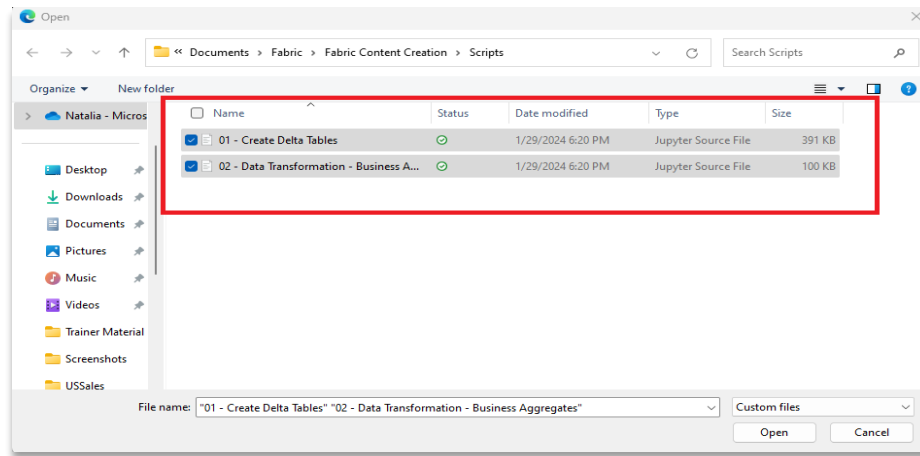 Open
« Documents > Fabric > Fabric Content Creation > Scripts
Search Scripts
Organize
New folder
Natalia - Micros
Desktop
Downloads
Documents
Pictures
Music
Videos
Trainer Material
Screenshots
USSales
Name Status Date modified Type Size
01 - Create Delta Tables 1/29/2024 6:20 PM Jupyter Source File 391 KB
02 - Data Transformation - Business A... 1/29/2024 6:20 PM Jupyter Source File 100 KB
File name: "01 - Create Delta Tables" "02 - Data Transformation - Business Aggregates"
Custom files
Open Cancel